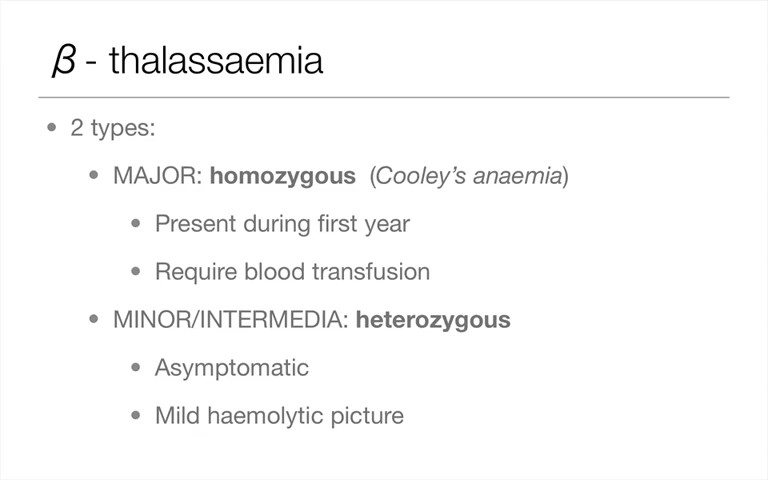 β - thalassaemia
• 2 types:
• MAJOR: homozygous (Cooley’s anaemia)
• Present during first year
• Require blood transfusion
• MINOR/INTERMEDIA: heterozygous
• Asymptomatic
• Mild haemolytic picture